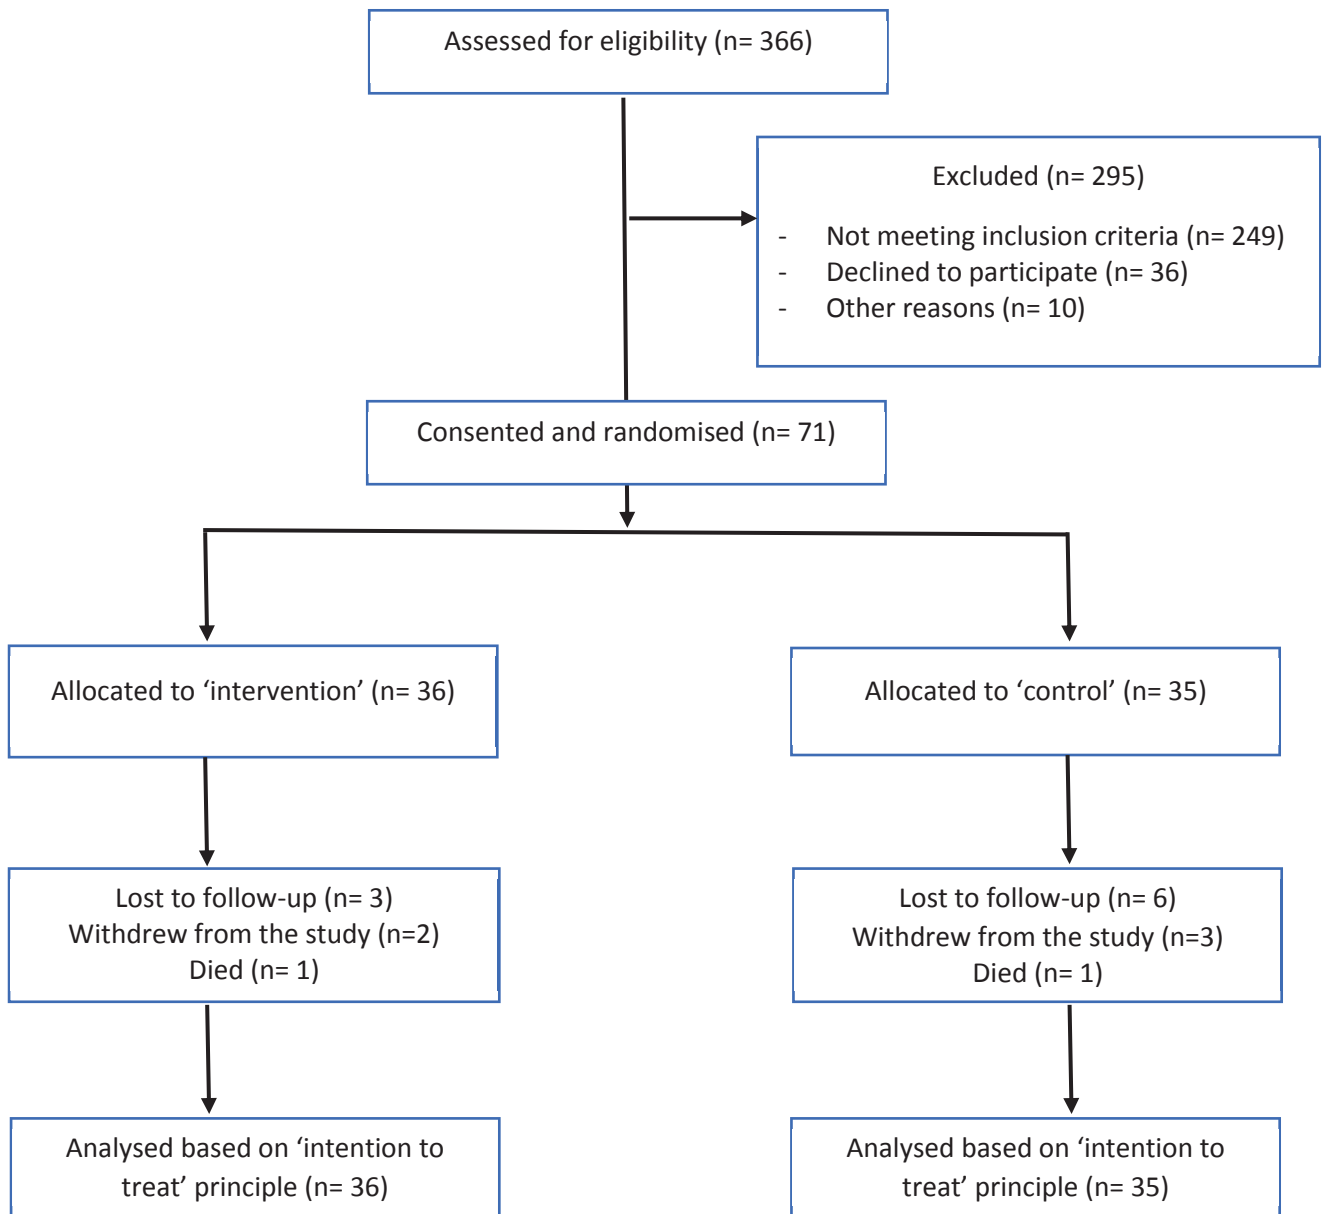 Assessed for eligibility (n= 366)
Excluded (n= 295)
- Not meeting inclusion criteria (n= 249)
- Declined to participate (n= 36)
- Other reasons (n= 10)
Consented and randomised (n= 71)
Allocated to ‘intervention’ (n= 36)
Allocated to ‘control’ (n= 35)
Lost to follow-up (n= 3)
Withdrew from the study (n=2)
Died (n= 1)
Lost to follow-up (n= 6)
Withdrew from the study (n=3)
Died (n= 1)
Analysed based on ‘intention to
treat’ principle (n= 36)
Analysed based on ‘intention to
treat’ principle (n= 35)